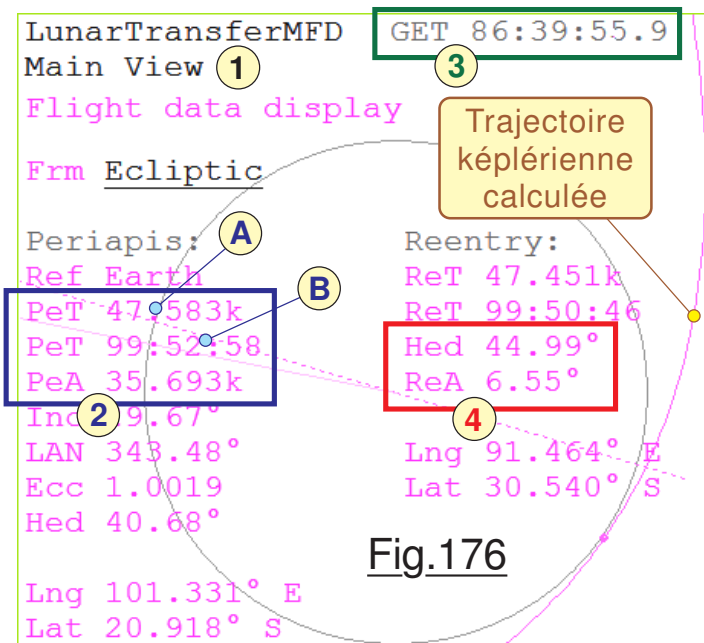 LunarTransferMFD GET 86:39:55.9
Main View 1
3
Flight data display
Trajectoire
képlérienne
calculée
Frm Ecliptic
Periapis: A Reentry:
Ref Earth ReT 47.451k
B
PeT 47.583k ReT 99:50:46
PeT 99:52:58 Hed 44.99°
PeA 35.693k ReA 6.55°
2 4
Inc 9.67°
LAN 343.48° Lng 91.464° E
Ecc 1.0019 Lat 30.540° S
Hed 40.68°
Fig.176
Lng 101.331° E
Lat 20.918° S